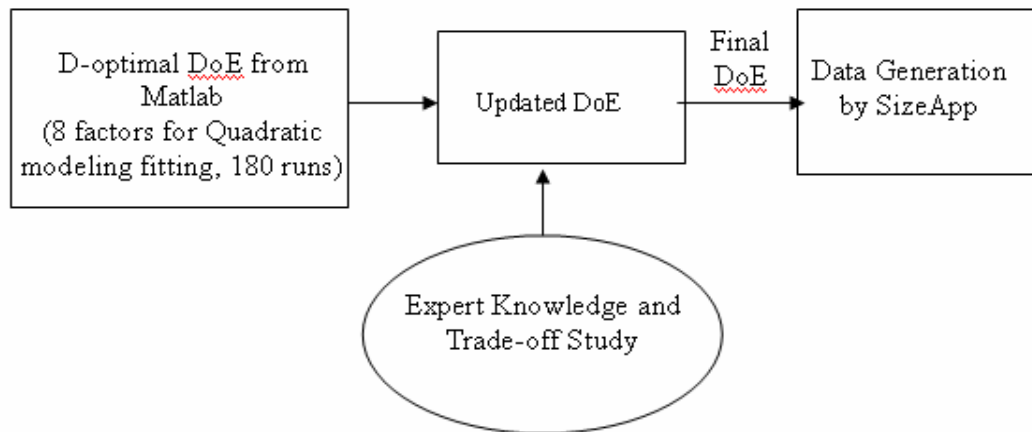 D-optimal DoE from
Matlab
(8 factors for Quadratic
modeling fitting, 180 runs)
Updated DoE
Final
DoE
Data Generation
by SizeApp
Expert Knowledge and
Trade-off Study